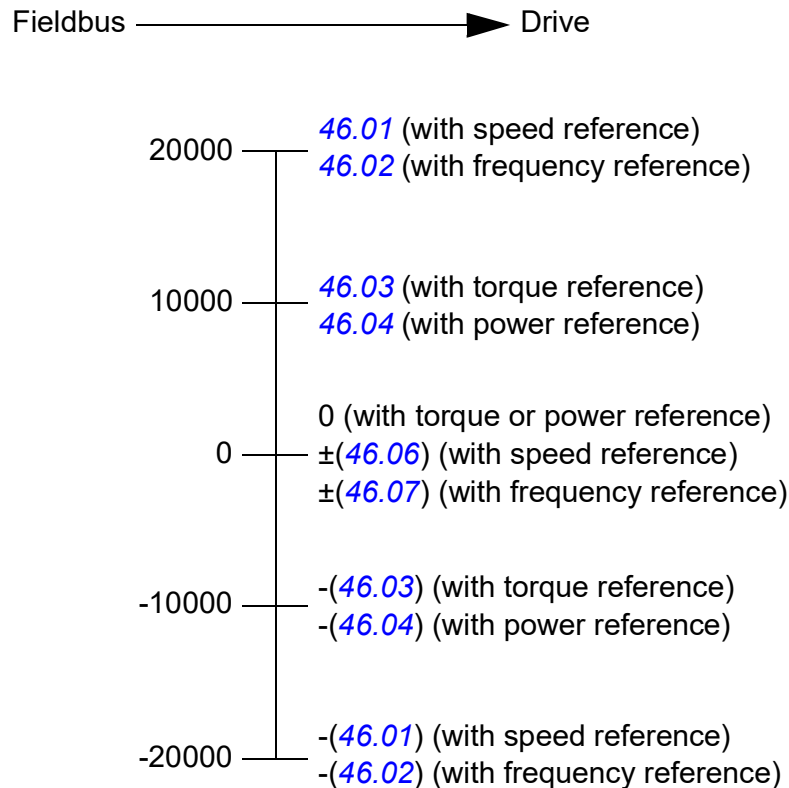 Fieldbus Drive
46.01 (with speed reference)
20000
46.02 (with frequency reference)
46.03 (with torque reference)
10000
46.04 (with power reference)
0 (with torque or power reference)
0 ±(46.06) (with speed reference)
±(46.07) (with frequency reference)
-(46.03) (with torque reference)
-10000
-(46.04) (with power reference)
-(46.01) (with speed reference)
-20000
-(46.02) (with frequency reference)